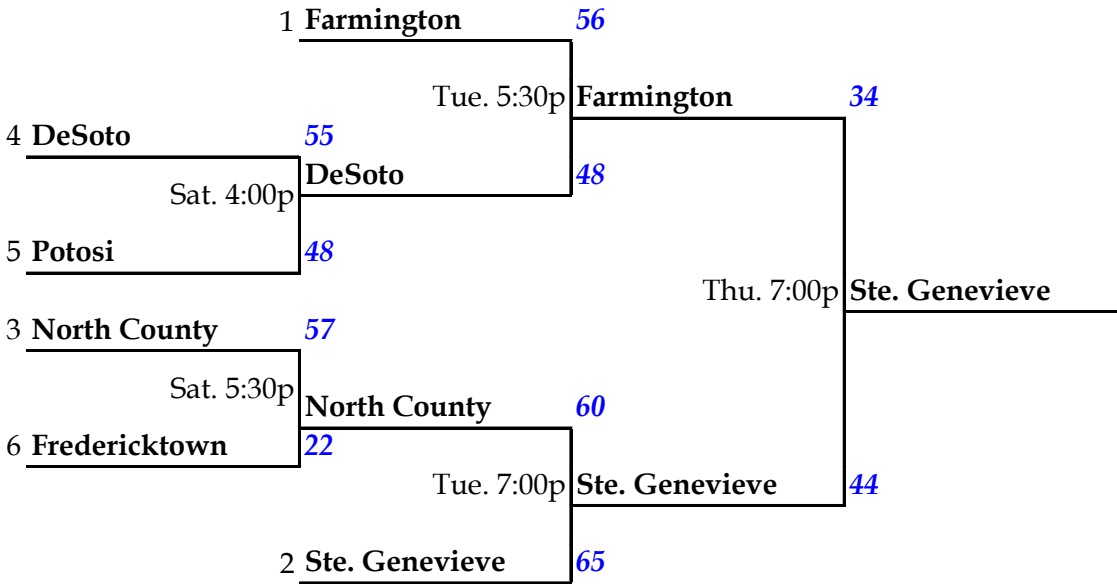 1 Farmington 56
Tue. 5:30p Farmington 34
4 DeSoto 55
DeSoto 48
Sat. 4:00p
5 Potosi 48
Thu. 7:00p Ste. Genevieve
3 North County 57
Sat. 5:30p
North County 60
6 Fredericktown 22
Tue. 7:00p Ste. Genevieve 44
2 Ste. Genevieve 65